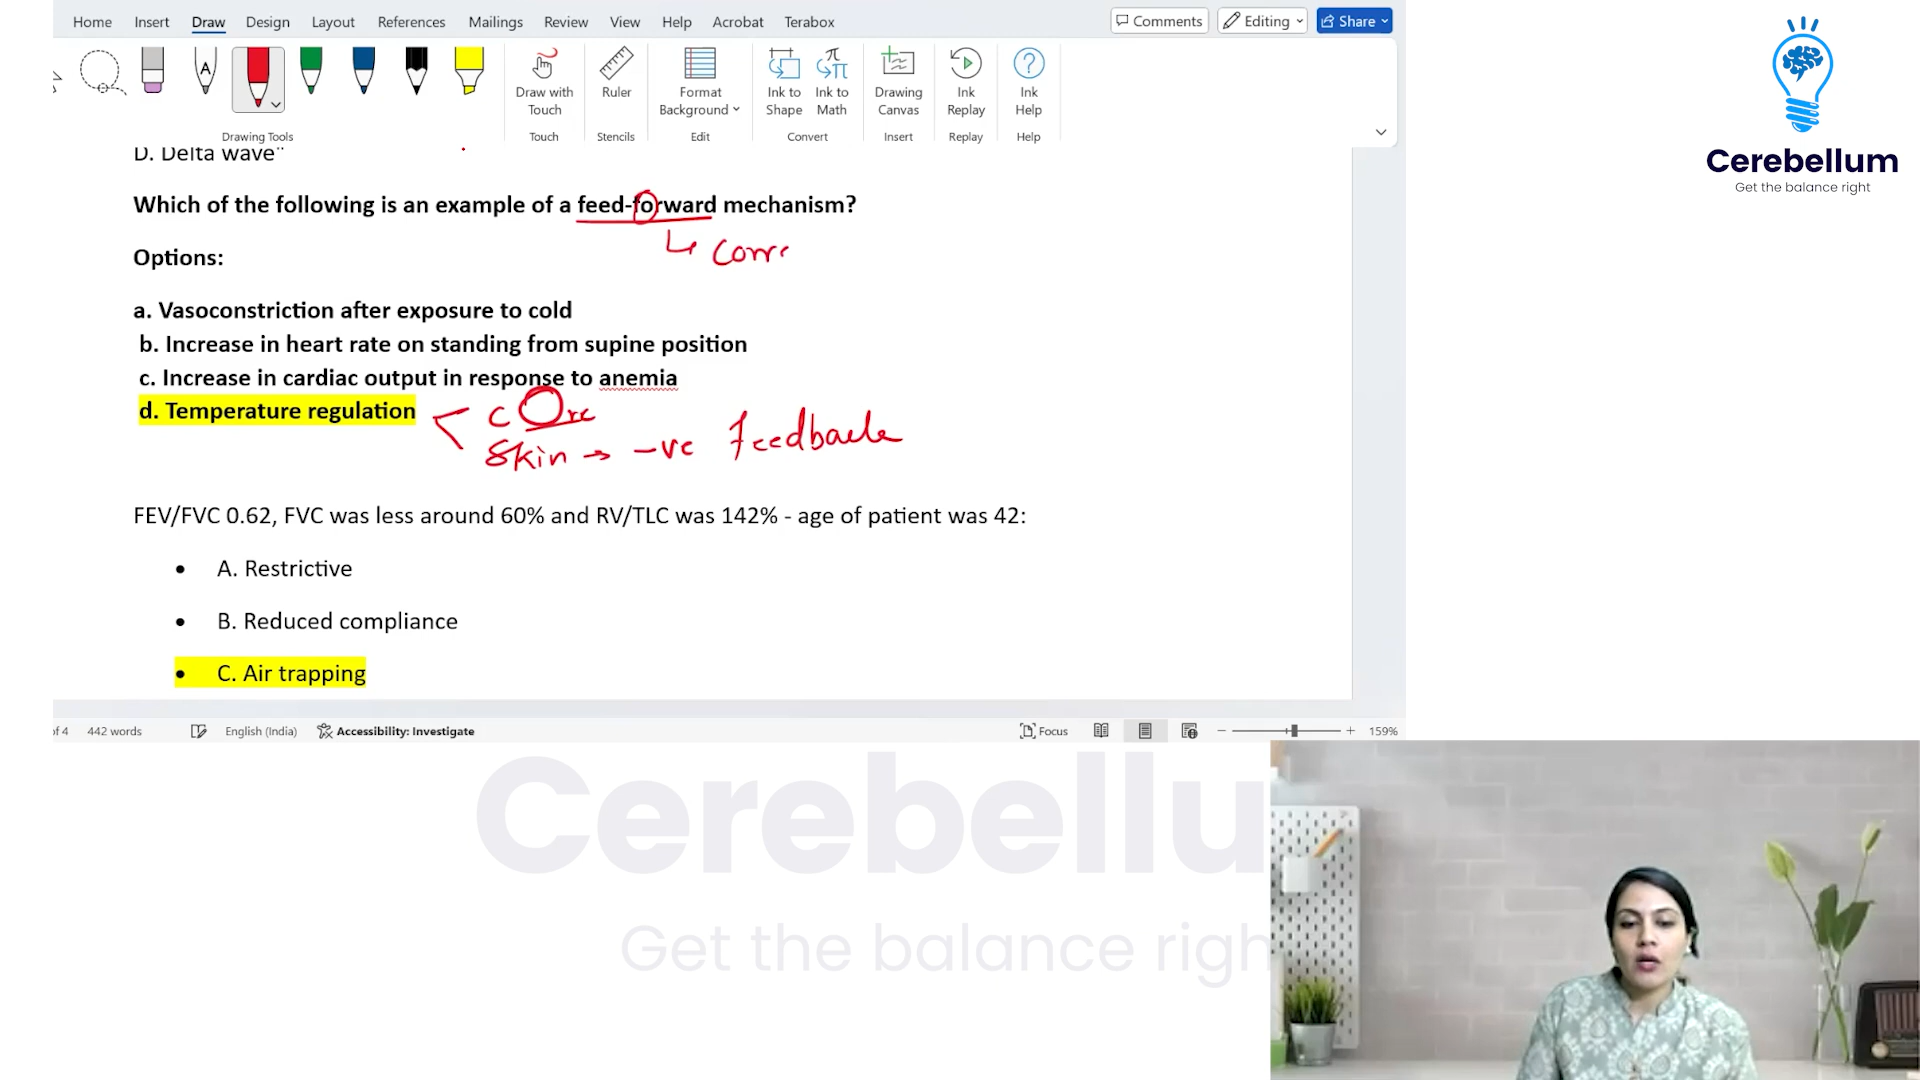 Home Insert Draw Design Layout References Mailings Review View Help Acrobat Terabox
Comments Editing Share
A
Draw with Touch
Ruler
Format Background
Ink to Shape
Ink to Math
Drawing Canvas
Ink Replay
Ink Help
Drawing Tools Touch Stencils Edit Convert Insert Replay Help
Cerebellum
Get the balance right
D. Delta wave"
Which of the following is an example of a feed-forward mechanism?
Options:
a. Vasoconstriction after exposure to cold
b. Increase in heart rate on standing from supine position
c. Increase in cardiac output in response to anemia
d. Temperature regulation
core
skin → -ve feedback
FEV/FVC 0.62, FVC was less around 60% and RV/TLC was 142% - age of patient was 42:
• A. Restrictive
• B. Reduced compliance
• C. Air trapping
of 4 442 words English (India) Accessibility: Investigate Focus 159%
Cerebellu
Get the balance righ